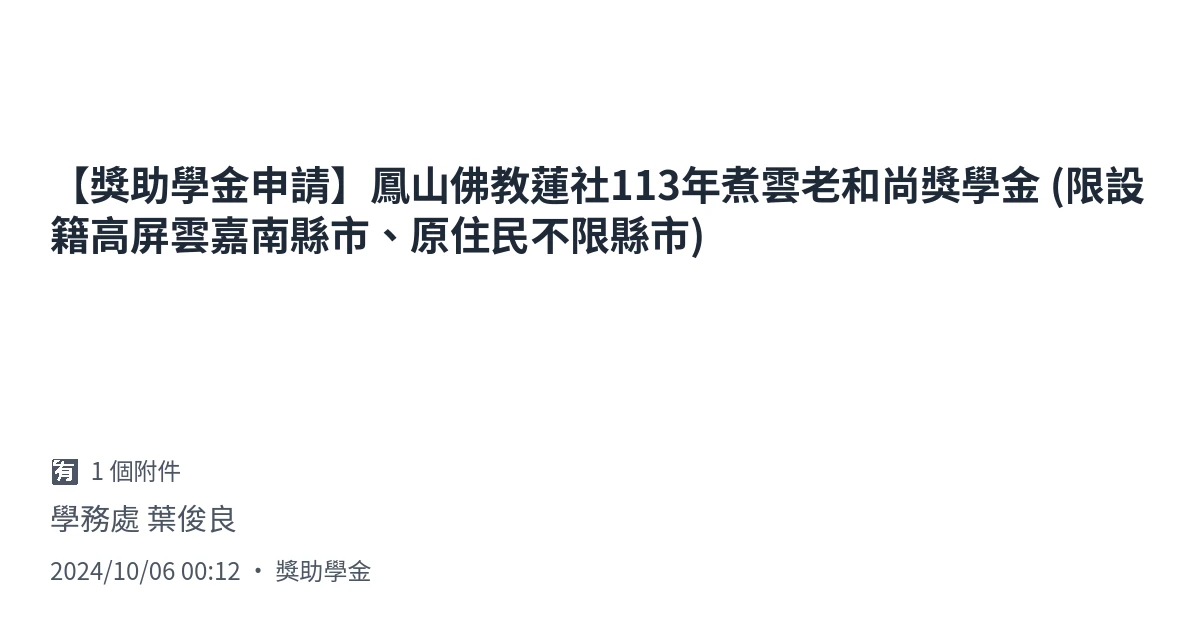 【獎助學金申請】鳳山佛教蓮社113年煮雲老和尚獎學金 (限設
籍高屏雲嘉南縣市、原住民不限縣市)
有 1 個附件
學務處 葉俊良
2024/10/06 00:12 • 獎助學金